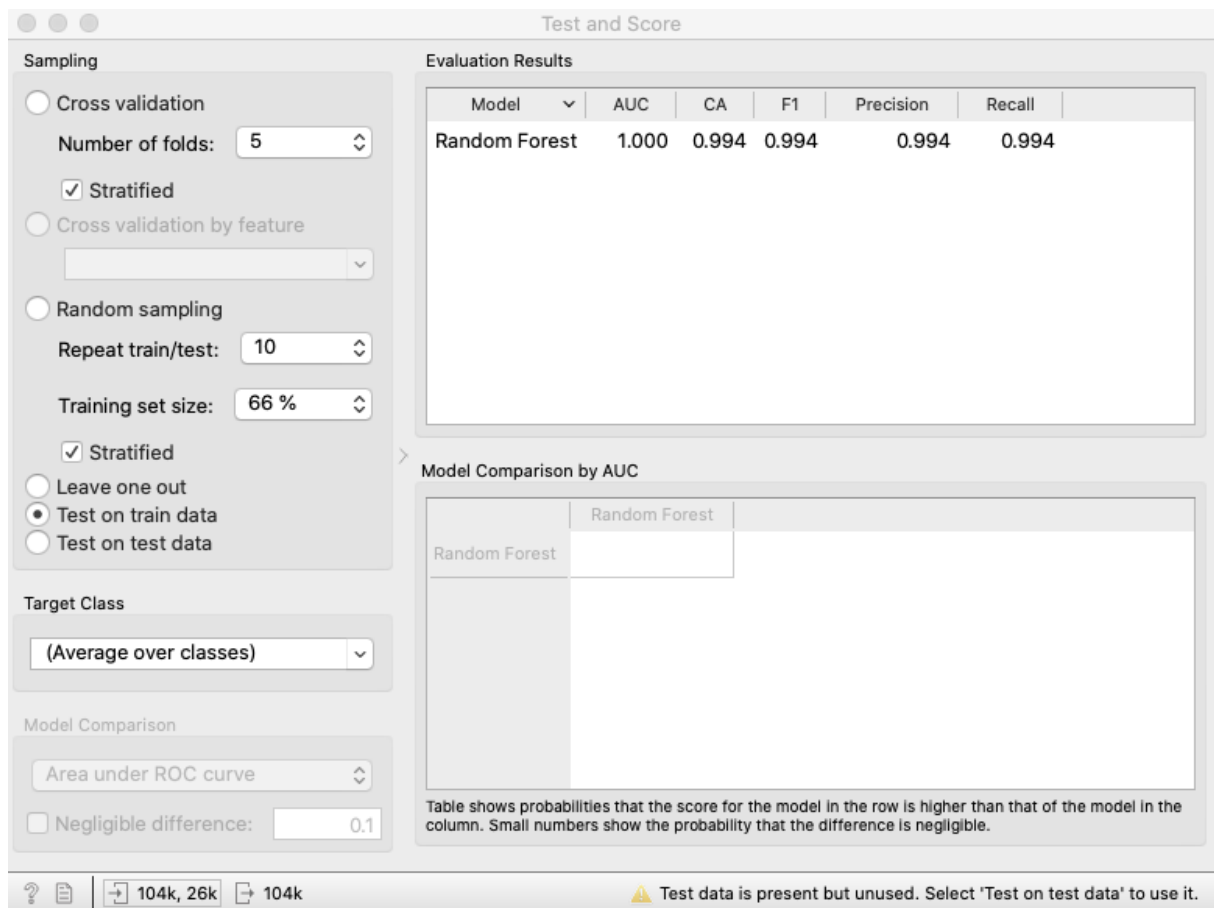 Test and Score
Sampling
Cross validation
Number of folds: 5
Stratified
Cross validation by feature
Random sampling
Repeat train/test: 10
Training set size: 66 %
Stratified
Leave one out
Test on train data
Test on test data
Target Class
(Average over classes)
Model Comparison
Area under ROC curve
Negligible difference: 0.1
Evaluation Results
Model AUC CA F1 Precision Recall
Random Forest 1.000 0.994 0.994 0.994 0.994
Model Comparison by AUC
Random Forest
Random Forest
Table shows probabilities that the score for the model in the row is higher than that of the model in the
column. Small numbers show the probability that the difference is negligible.
? 104k, 26k 104k
Test data is present but unused. Select 'Test on test data' to use it.